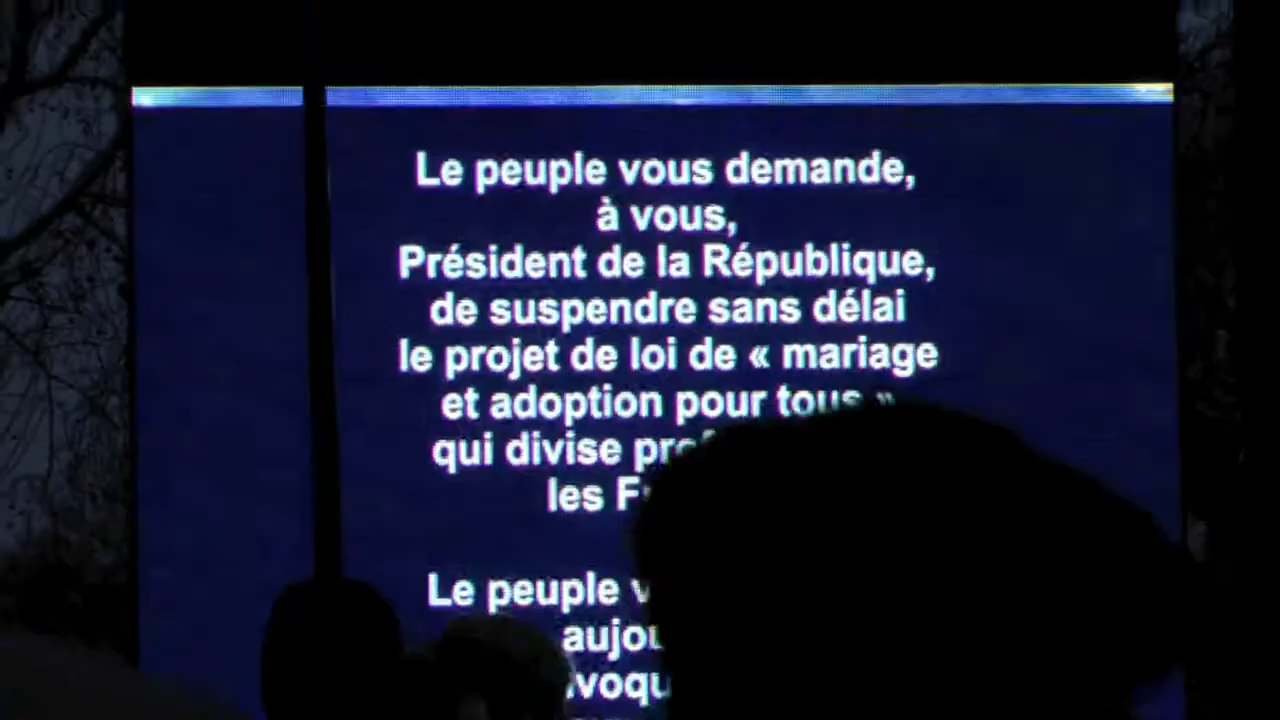 Le peuple vous demande,
à vous,
Président de la République,
de suspendre sans délai
le projet de loi de « mariage
et adoption pour tous »
qui divise
les
Le peuple